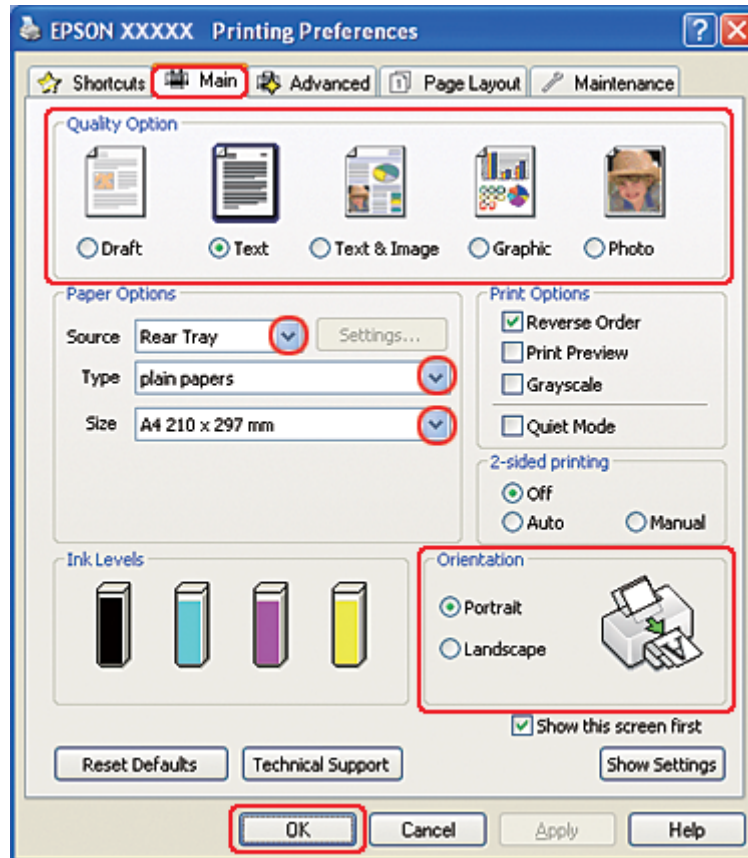 EPSON XXXXX Printing Preferences
Shortcuts Main Advanced Page Layout Maintenance
Quality Option
Draft Text Text & Image Graphic Photo
Paper Options
Source Rear Tray Settings...
Type plain papers
Size A4 210 x 297 mm
Print Options
Reverse Order
Print Preview
Grayscale
Quiet Mode
2-sided printing
Off
Auto Manual
Ink Levels
Orientation
Portrait
Landscape
Show this screen first
Reset Defaults Technical Support Show Settings
OK Cancel Apply Help